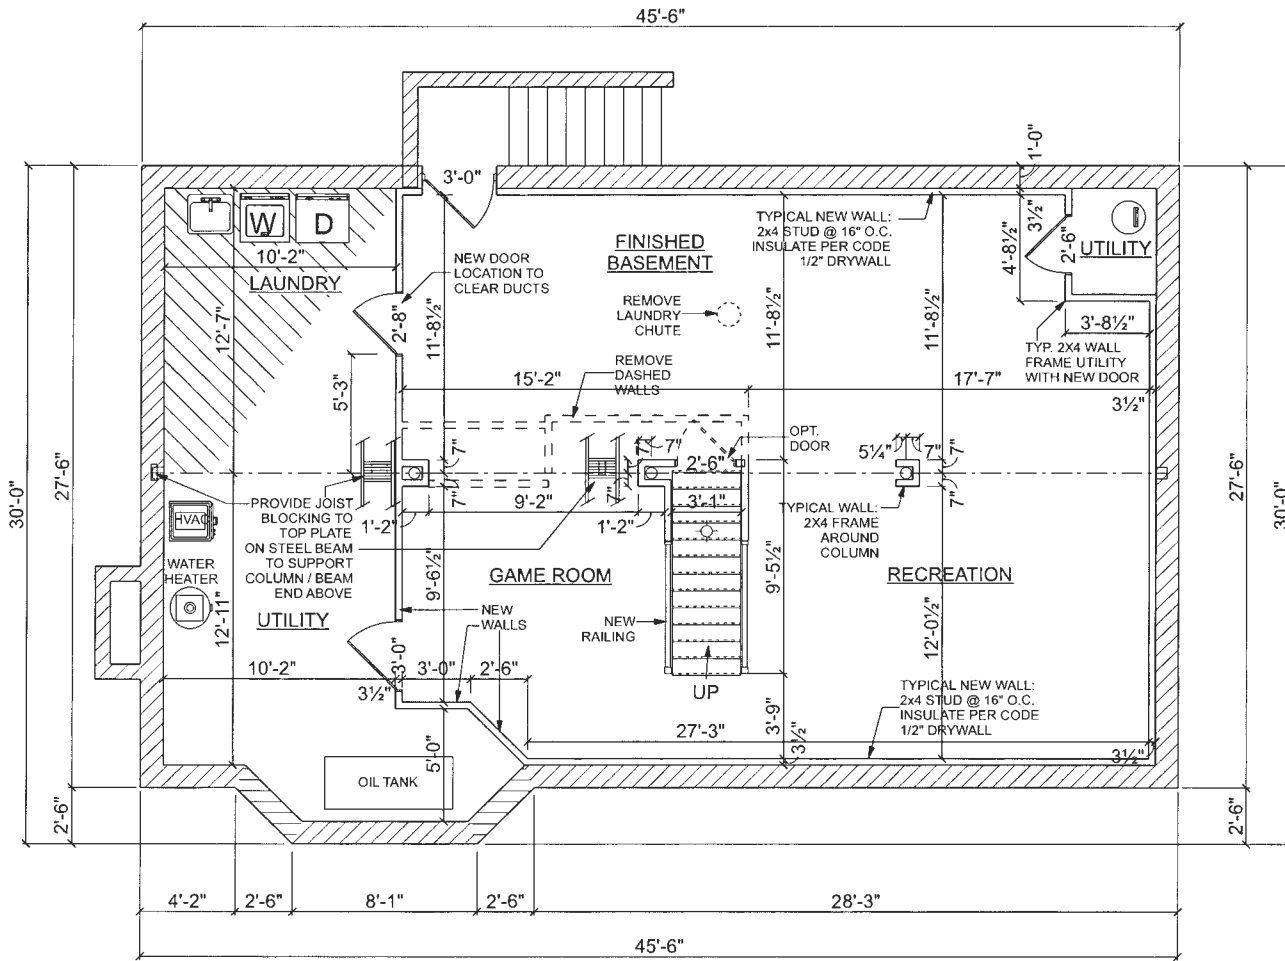 45'-6"
1'-0"
3'-0"
W
D
TYPICAL NEW WALL:
2x4 STUD @ 16" O.C.
INSULATE PER CODE
1/2" DRYWALL
3½"
4'-8½"
2'-6"
UTILITY
FINISHED
BASEMENT
10'-2"
LAUNDRY
NEW DOOR
LOCATION TO
CLEAR DUCTS
REMOVE
LAUNDRY
CHUTE
12'-7"
2'-8"
11'-8½"
11'-8½"
11'-8½"
3'-8½"
TYP. 2X4 WALL
FRAME UTILITY
WITH NEW DOOR
REMOVE
DASHED
WALLS
5'-3"
15'-2"
17'-7"
3½"
OPT.
DOOR
7"
7"
7"
2'-6"
5¼"
7"
7"
30'-0"
27'-6"
27'-6"
30'-0"
PROVIDE JOIST
BLOCKING TO
TOP PLATE
ON STEEL BEAM
TO SUPPORT
COLUMN / BEAM
END ABOVE
7"
9'-2"
7"
3'-1"
7"
1'-2"
1'-2"
TYPICAL WALL:
2X4 FRAME
AROUND
COLUMN
HVAC
WATER
HEATER
9'-6½"
9'-5½"
GAME ROOM
RECREATION
12'-11"
UTILITY
NEW
WALLS
NEW
RAILING
12'-0½"
10'-2"
3'-0"
3'-0"
2'-6"
3½"
UP
TYPICAL NEW WALL:
2x4 STUD @ 16" O.C.
INSULATE PER CODE
1/2" DRYWALL
27'-3"
3'-9"
3½"
3½"
5'-0"
OIL TANK
2'-6"
2'-6"
4'-2"
2'-6"
8'-1"
2'-6"
28'-3"
45'-6"